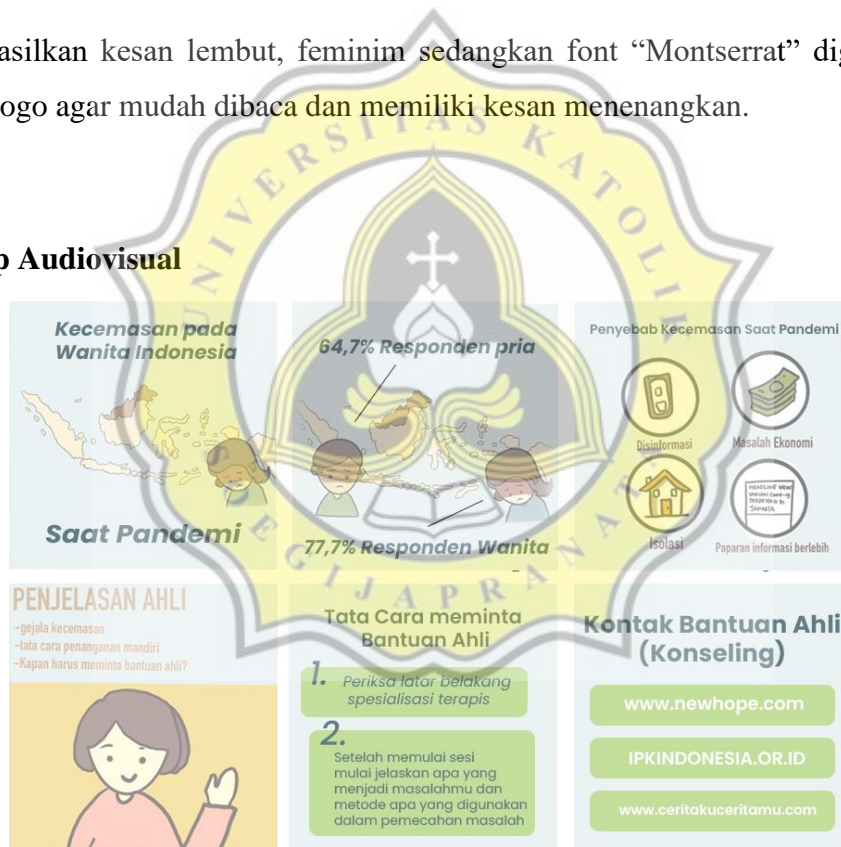 asilkan kesan lembut, feminim sedangkan font “Montserrat” dig
ogo agar mudah dibaca dan memiliki kesan menenangkan.
UNIVERSITAS KATOLIK
SOEGIJAPRANATA
p Audiovisual
Kecemasan pada
Wanita Indonesia
Saat Pandemi
64,7% Responden pria
77,7% Responden Wanita
Penyebab Kecemasan Saat Pandemi
Disinformasi
Masalah Ekonomi
Isolasi
Paparan informasi berlebih
PENJELASAN AHLI
-gejala kecemasan
-tata cara penanganan mandiri
-Kapan harus meminta bantuan ahli?
Tata Cara meminta
Bantuan Ahli
1. Periksa latar belakang
spesialisasi terapis
2.
Setelah memulai sesi
mulai jelaskan apa yang
menjadi masalahmu dan
metode apa yang digunakan
dalam pemecahan masalah
Kontak Bantuan Ahli
(Konseling)
www.newhope.com
IPKINDONESIA.OR.ID
www.ceritakuceritamu.com